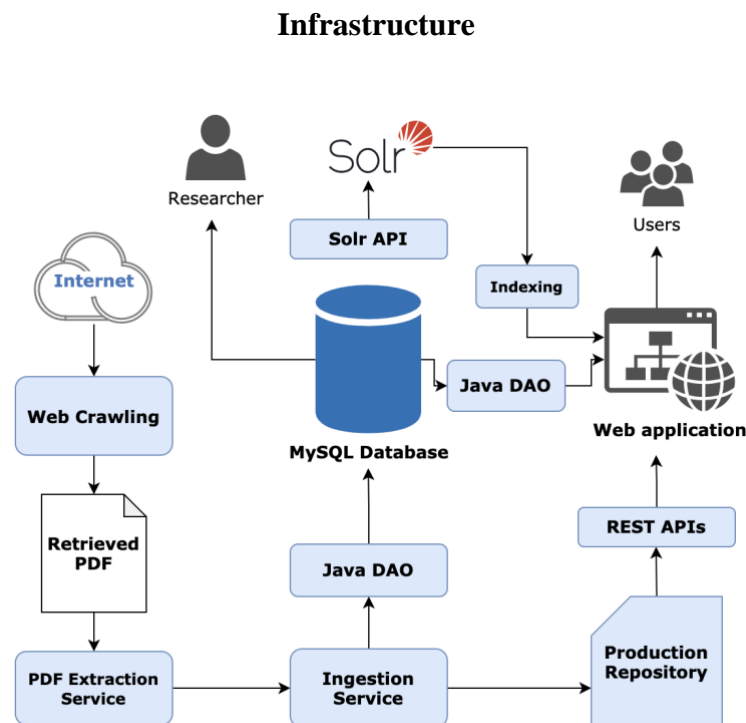 Infrastructure
Solr
Researcher
Users
Solr API
Internet
Indexing
Java DAO
Web Crawling
Web application
MySQL Database
REST APIs
Retrieved
PDF
Java DAO
Production
Repository
PDF Extraction
Service
Ingestion
Service